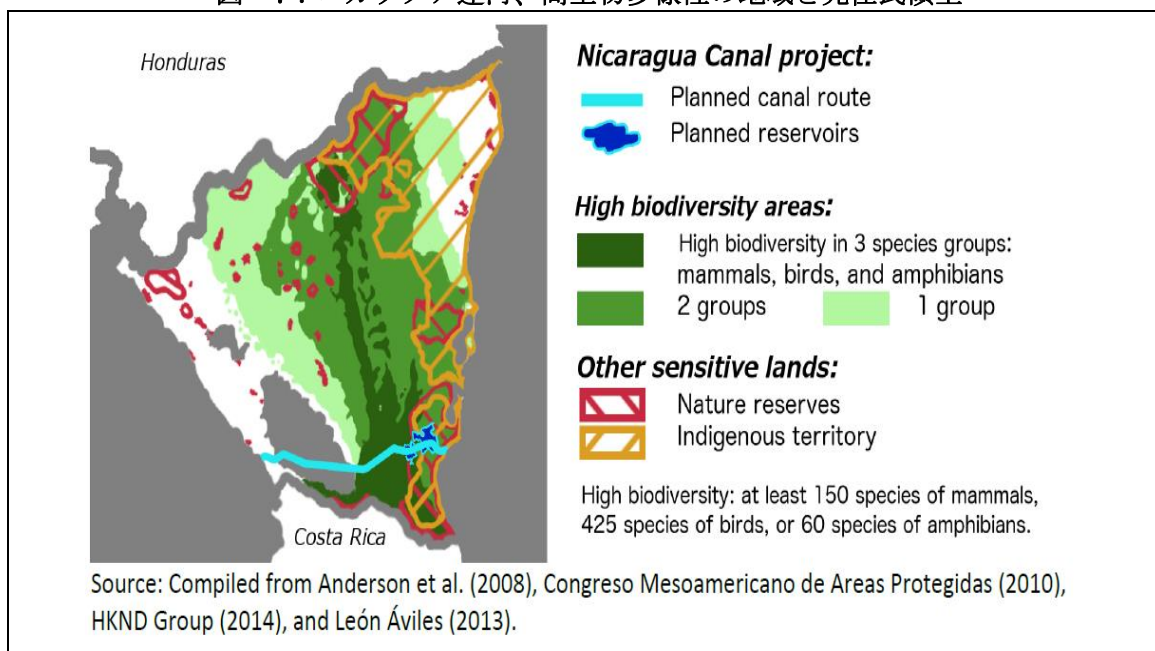 Honduras
Costa Rica
Nicaragua Canal project:
Planned canal route
Planned reservoirs
High biodiversity areas:
High biodiversity in 3 species groups:
mammals, birds, and amphibians
2 groups
1 group
Other sensitive lands:
Nature reserves
Indigenous territory
High biodiversity: at least 150 species of mammals,
425 species of birds, or 60 species of amphibians.
Source: Compiled from Anderson et al. (2008), Congreso Mesoamericano de Areas Protegidas (2010),
HKND Group (2014), and León Áviles (2013).